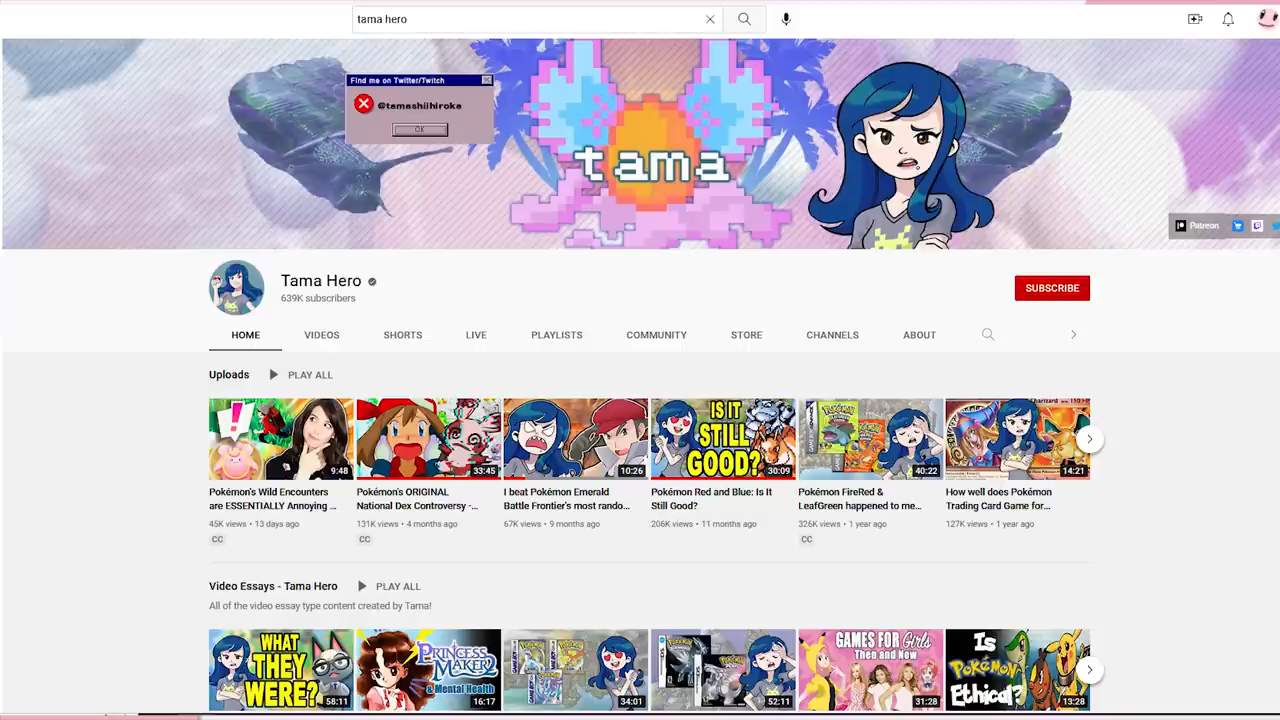 tama hero
Find me on Twitter/Twitch
@tamashiihiroka
OK
tama
Patreon
Tama Hero
639K subscribers
SUBSCRIBE
HOME VIDEOS SHORTS LIVE PLAYLISTS COMMUNITY STORE CHANNELS ABOUT
Uploads PLAY ALL
IS IT
STILL
GOOD?
9:48 33:45 10:26 30:09 40:22 14:21
Pokémon's Wild Encounters
are ESSENTIALLY Annoying ...
45K views • 13 days ago
CC
Pokémon's ORIGINAL
National Dex Controversy -...
131K views • 4 months ago
CC
I beat Pokémon Emerald
Battle Frontier's most rando...
67K views • 9 months ago
Pokémon Red and Blue: Is It
Still Good?
206K views • 11 months ago
Pokémon FireRed &
LeafGreen happened to me...
326K views • 1 year ago
CC
How well does Pokémon
Trading Card Game for...
127K views • 1 year ago
Video Essays - Tama Hero PLAY ALL
All of the video essay type content created by Tama!
WHAT
THEY
WERE?
58:11
PRINCESS
MAKER2
& Mental Health
16:17
34:01
52:11
GAMES FOR Girls
Then and Now
31:28
Is
POKéMON
Ethical?
13:28